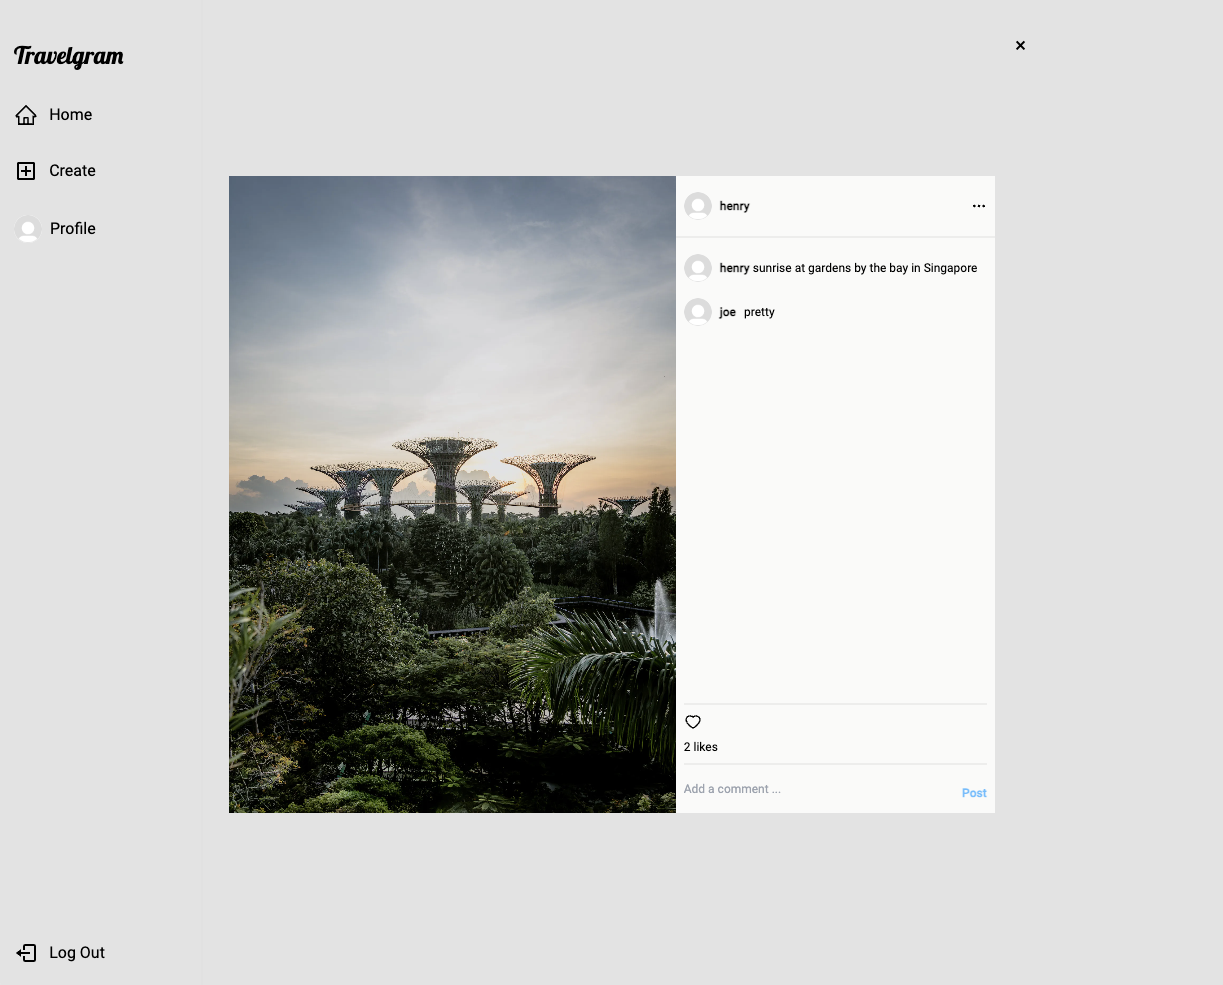 Travelgram
Home
Create
Profile
Log Out
henry
henry sunrise at gardens by the bay in Singapore
joe pretty
2 likes
Add a comment ...
Post